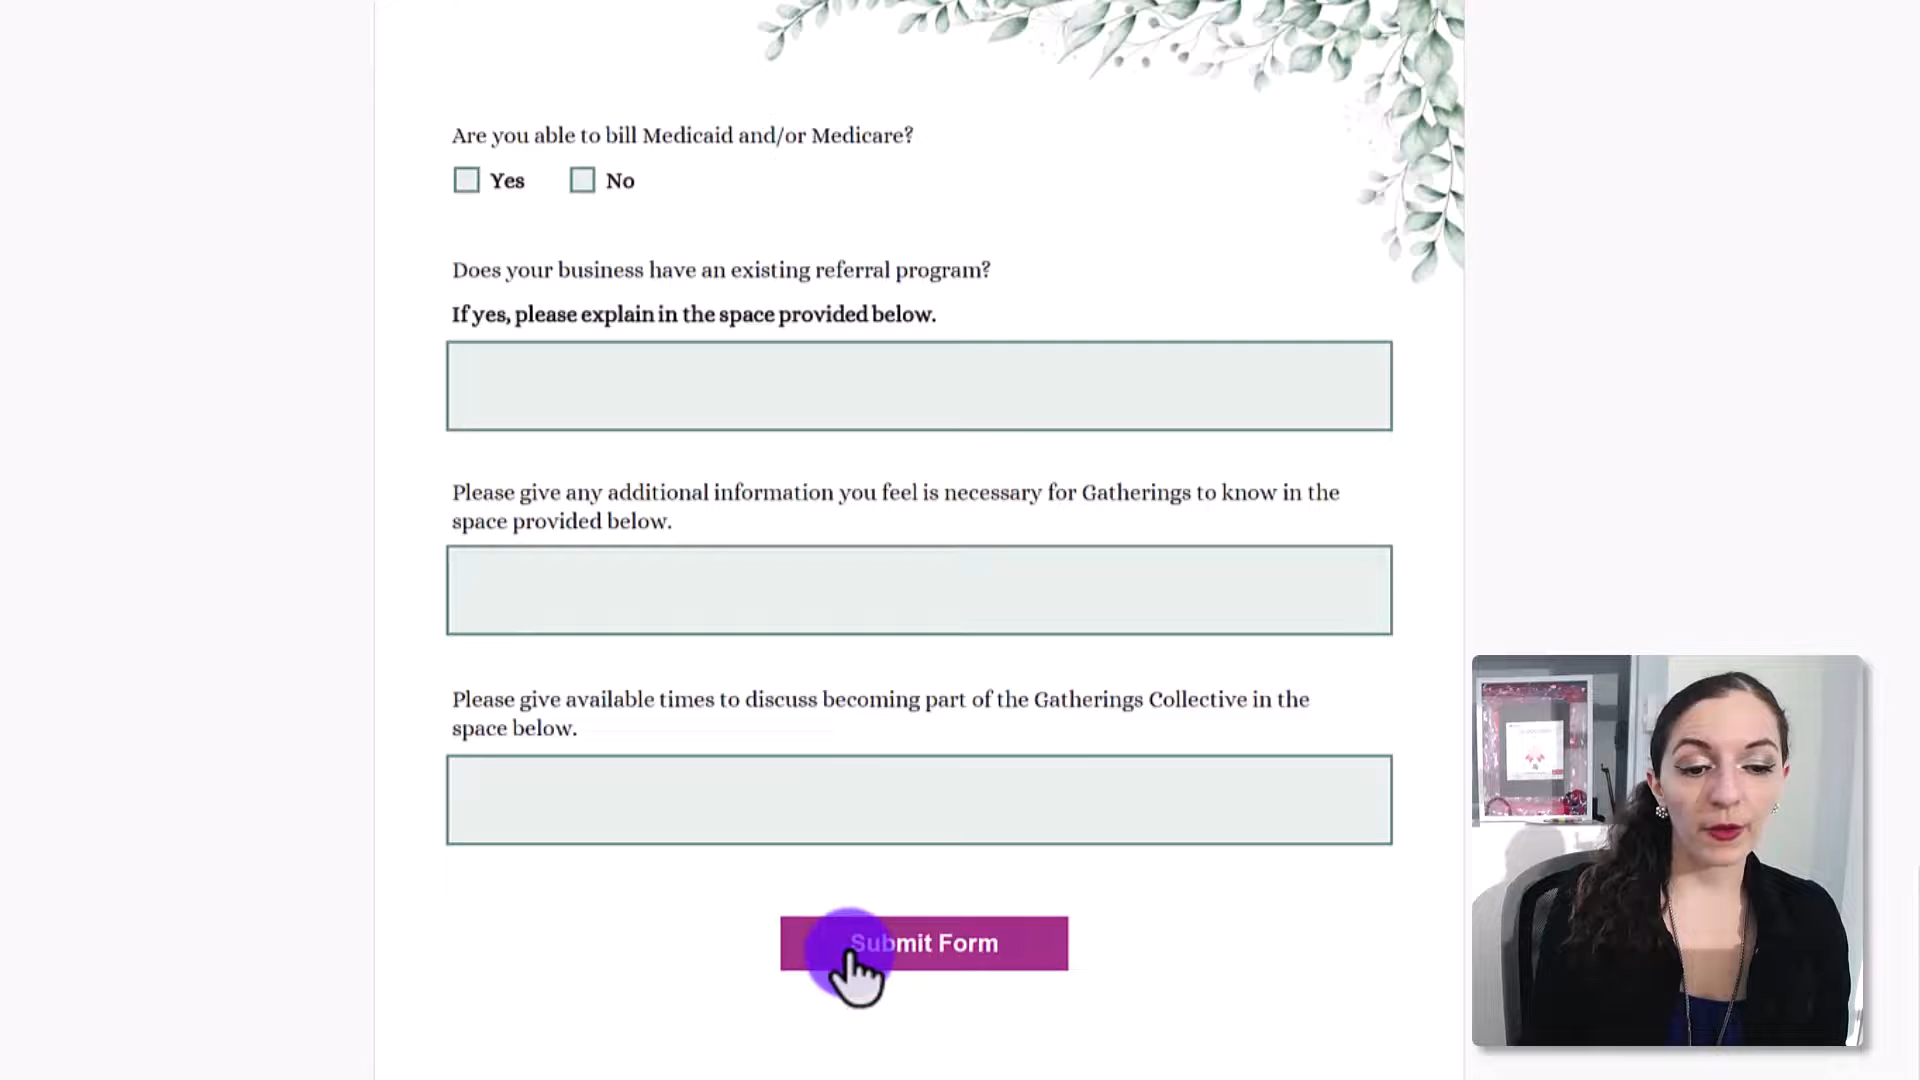 Are you able to bill Medicaid and/or Medicare?
Yes No
Does your business have an existing referral program?
If yes, please explain in the space provided below.
Please give any additional information you feel is necessary for Gatherings to know in the
space provided below.
Please give available times to discuss becoming part of the Gatherings Collective in the
space below.
Submit Form